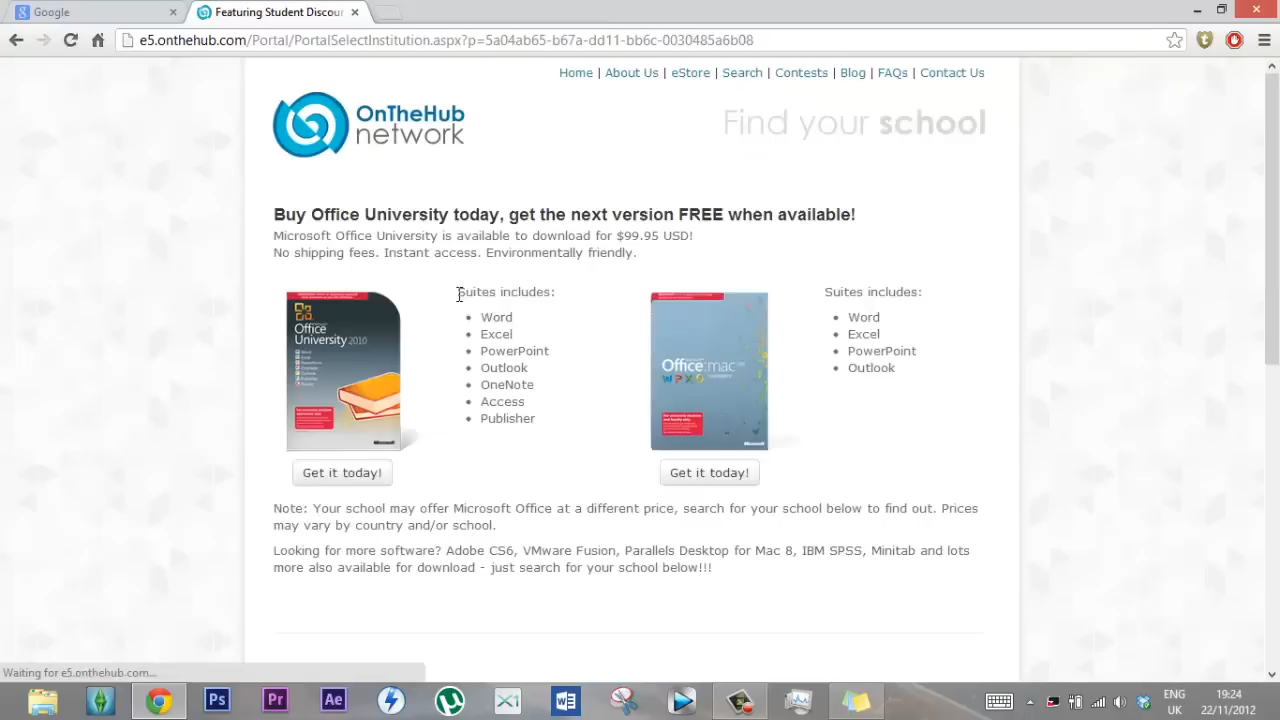 Google
Featuring Student Discou
e5.onthehub.com/Portal/PortalSelectInstitution.aspx?p=5a04ab65-b67a-dd11-bb6c-0030485a6b08
Home | About Us | eStore | Search | Contests | Blog | FAQs | Contact Us
OnTheHub
network
Find your school
Buy Office University today, get the next version FREE when available!
Microsoft Office University is available to download for $99.95 USD!
No shipping fees. Instant access. Environmentally friendly.
Office
University 2010
Suites includes:
Word
Excel
PowerPoint
Outlook
OneNote
Access
Publisher
Get it today!
Office:mac
Suites includes:
Word
Excel
PowerPoint
Outlook
Get it today!
Note: Your school may offer Microsoft Office at a different price, search for your school below to find out. Prices
may vary by country and/or school.
Looking for more software? Adobe CS6, VMware Fusion, Parallels Desktop for Mac 8, IBM SPSS, Minitab and lots
more also available for download - just search for your school below!!!
Waiting for e5.onthehub.com...
Ps
Pr
Ae
ENG
UK
19:24
22/11/2012